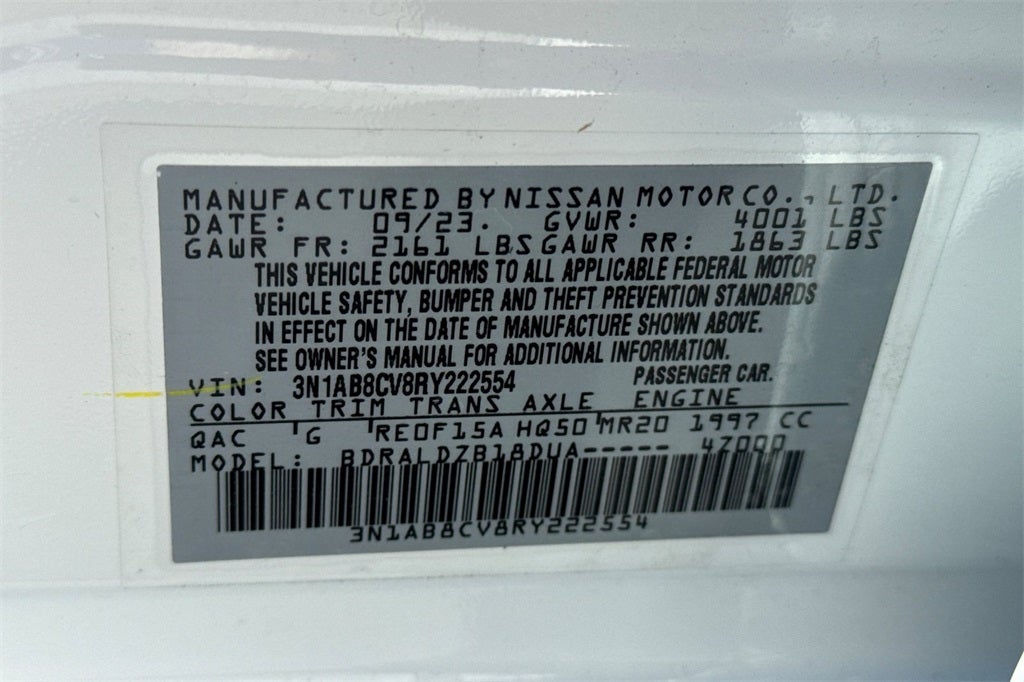 MANUFACTURED BY NISSAN MOTOR CO., LTD.
DATE: 09/23. GVWR: 4001 LBS
GAWR FR: 2161 LBS GAWR RR: 1863 LBS
THIS VEHICLE CONFORMS TO ALL APPLICABLE FEDERAL MOTOR
VEHICLE SAFETY, BUMPER AND THEFT PREVENTION STANDARDS
IN EFFECT ON THE DATE OF MANUFACTURE SHOWN ABOVE.
SEE OWNER'S MANUAL FOR ADDITIONAL INFORMATION.
VIN: 3N1AB8CV8RY222554 PASSENGER CAR.
COLOR TRIM TRANS AXLE ENGINE
QAC G RE0F15A HQ50 MR20 1997 CC
MODEL: BDRALDZB18DUA----- 4Z000
3N1AB8CV8RY222554